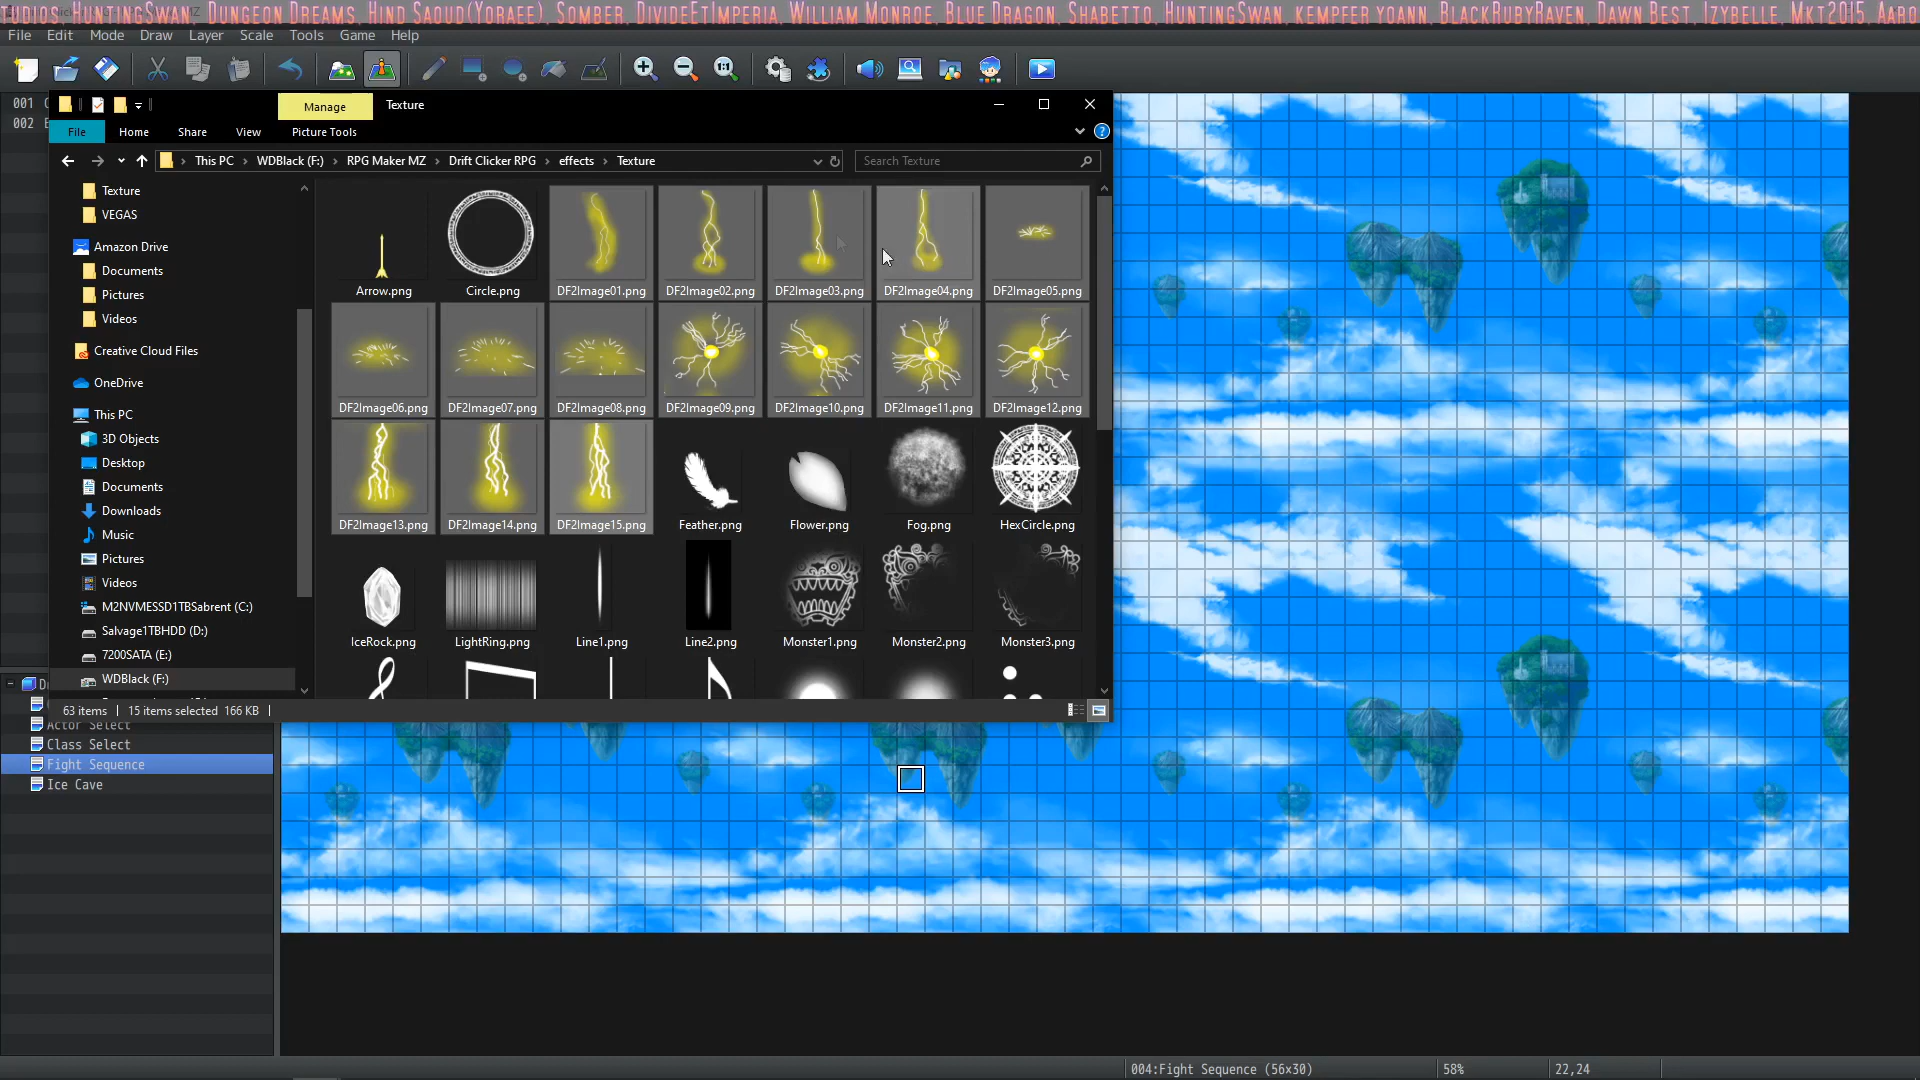 TUDIOS, HUNTINGSWAN, DUNGEON DREAMS, HIND SAOUD(YORAEE), SOMBER, DIVIDEETIMPERIA, WILLIAM MONROE, BLUE DRAGON, SHABETTO, HUNTINGSWAN, KEMPFER YOANN, BLACKRUBYRAVEN, DAWN BEST, IZYBELLE, MKT2015, AARO
File Edit Mode Draw Layer Scale Tools Game Help
001
002
Manage
Texture
File Home Share View Picture Tools
This PC > WDBlack (F:) > RPG Maker MZ > Drift Clicker RPG > effects > Texture
Search Texture
Texture
VEGAS
Amazon Drive
Documents
Pictures
Videos
Creative Cloud Files
OneDrive
This PC
3D Objects
Desktop
Documents
Downloads
Music
Pictures
Videos
M2NVMESSD1TBSabrent (C:)
Salvage1TBHDD (D:)
7200SATA (E:)
WDBlack (F:)
Arrow.png Circle.png DF2Image01.png DF2Image02.png DF2Image03.png DF2Image04.png DF2Image05.png
DF2Image06.png DF2Image07.png DF2Image08.png DF2Image09.png DF2Image10.png DF2Image11.png DF2Image12.png
DF2Image13.png DF2Image14.png DF2Image15.png Feather.png Flower.png Fog.png HexCircle.png
IceRock.png LightRing.png Line1.png Line2.png Monster1.png Monster2.png Monster3.png
63 items 15 items selected 166 KB
Actor Select
Class Select
Fight Sequence
Ice Cave
004:Fight Sequence (56x30) 58% 22,24